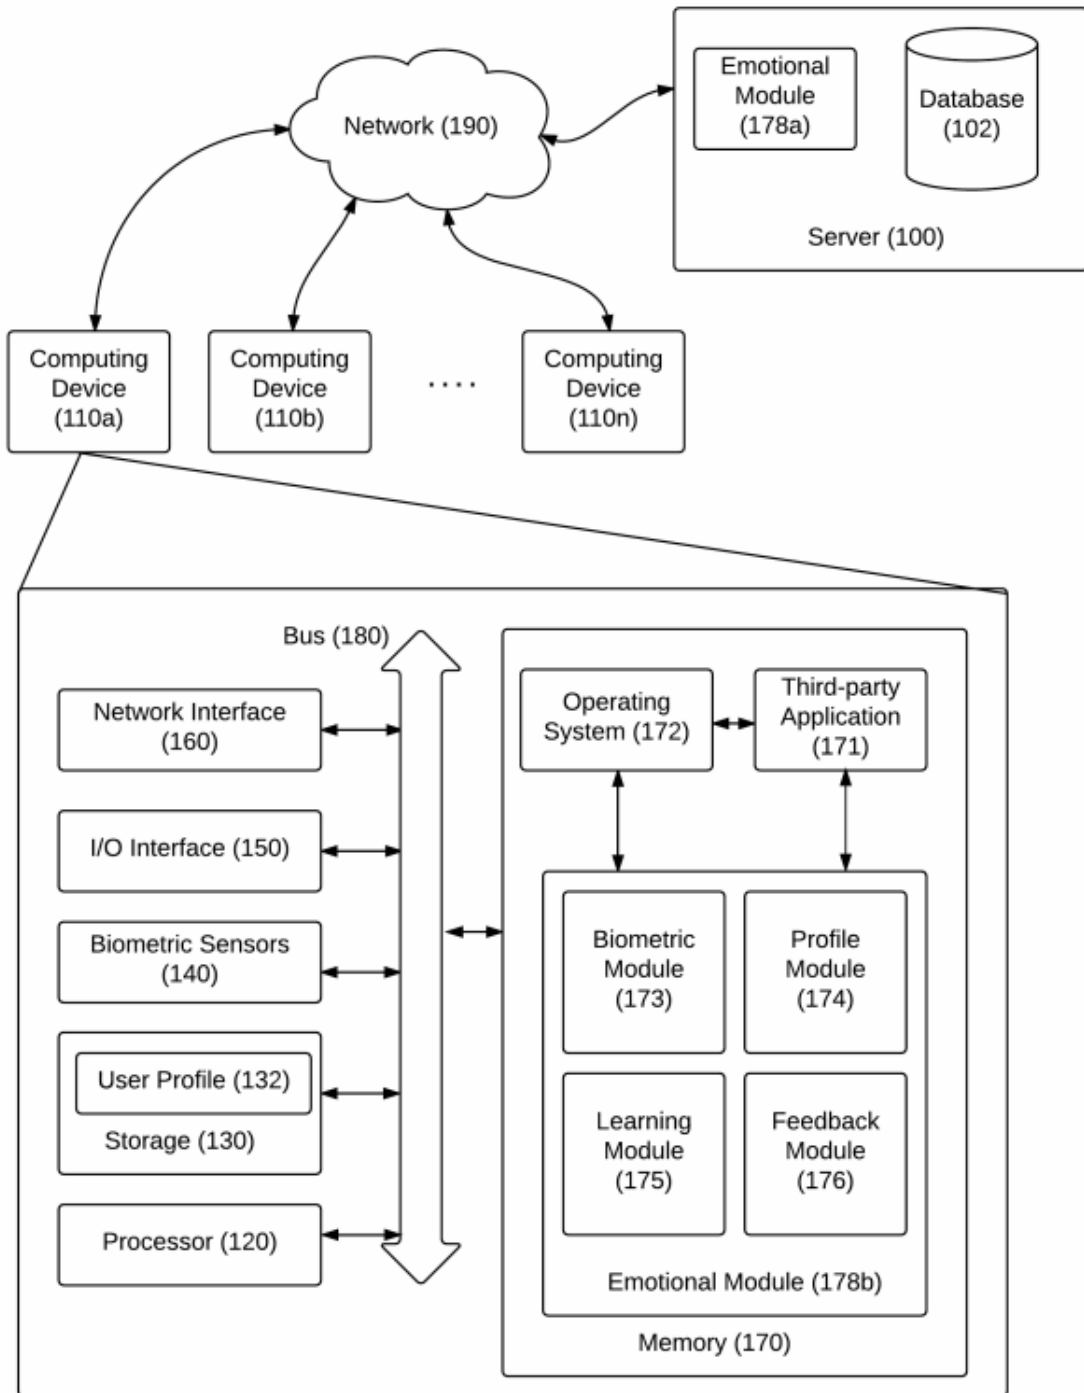 Network (190)
Emotional
Module
(178a)
Database
(102)
Server (100)
Computing
Device
(110a)
Computing
Device
(110b)
....
Computing
Device
(110n)
Bus (180)
Network Interface
(160)
I/O Interface (150)
Biometric Sensors
(140)
User Profile (132)
Storage (130)
Processor (120)
Operating
System (172)
Third-party
Application
(171)
Biometric
Module
(173)
Profile
Module
(174)
Learning
Module
(175)
Feedback
Module
(176)
Emotional Module (178b)
Memory (170)